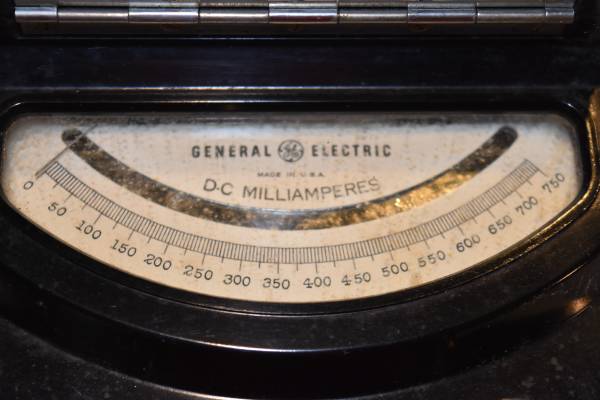 GENERAL GE ELECTRIC
MADE IN U.S.A.
D-C MILLIAMPERES
0 50 100 150 200 250 300 350 400 450 500 550 600 650 700 750